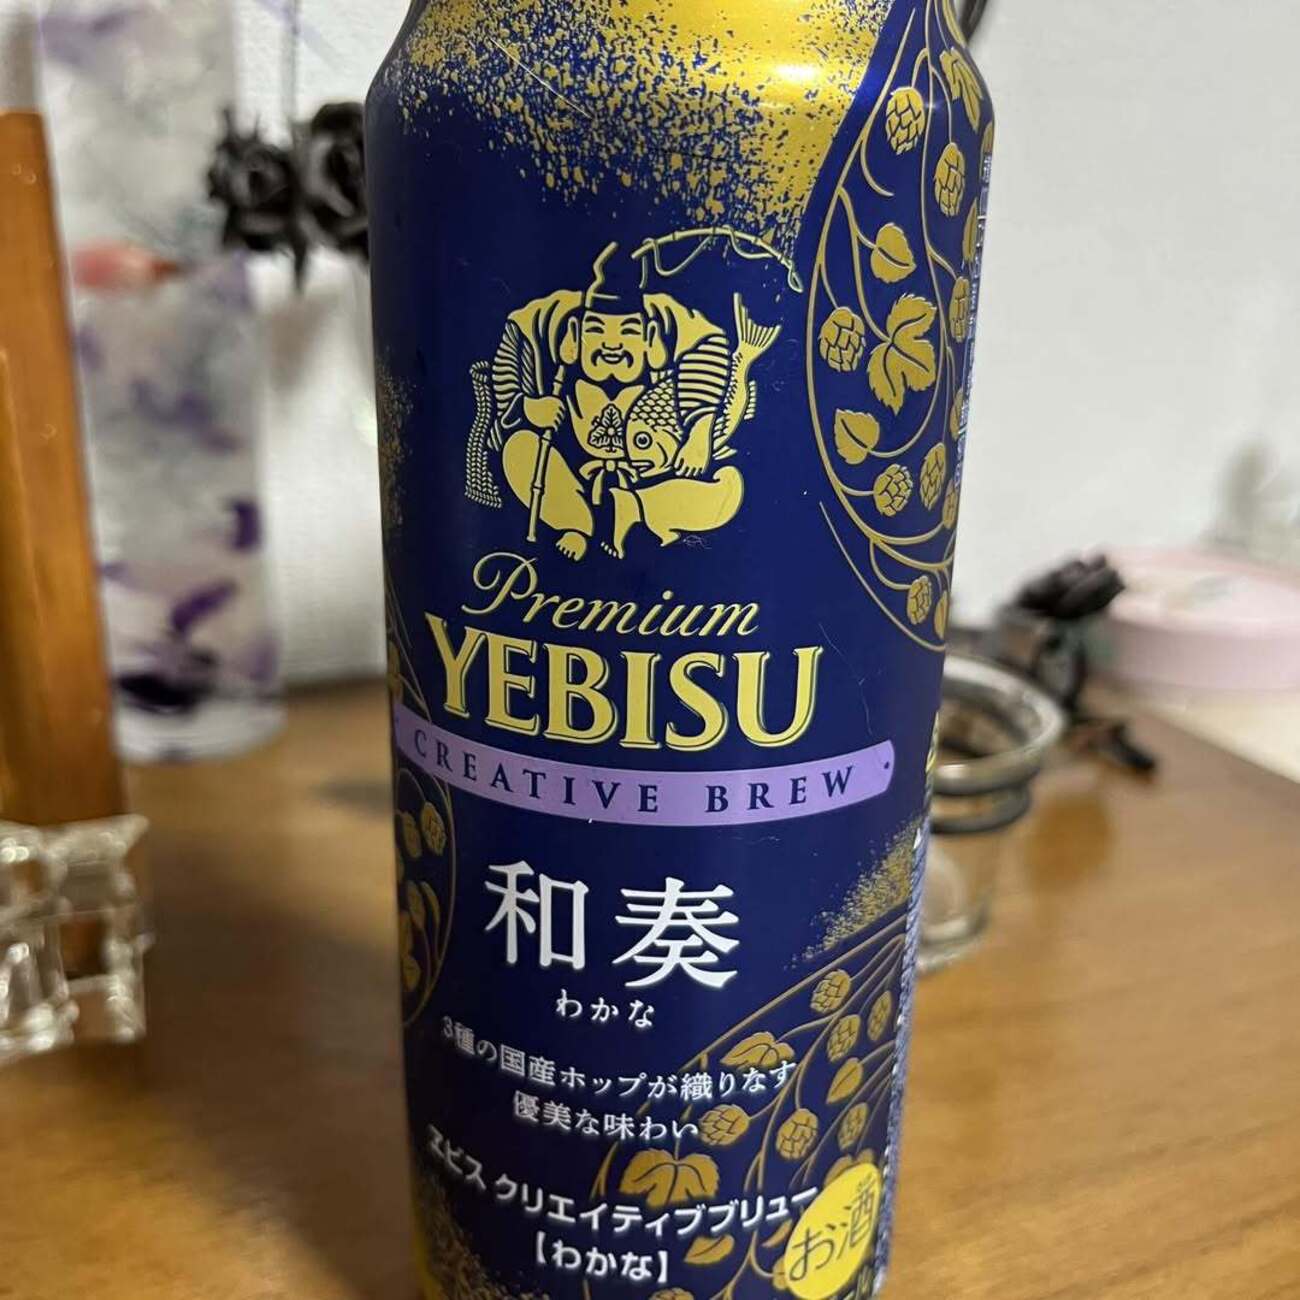 Premium
YEBISU
CREATIVE BREW
和奏
わかな
3種の国産ホップが織りなす
優美な味わい
ヱビス クリエイティブブリュー
【わかな】
お酒